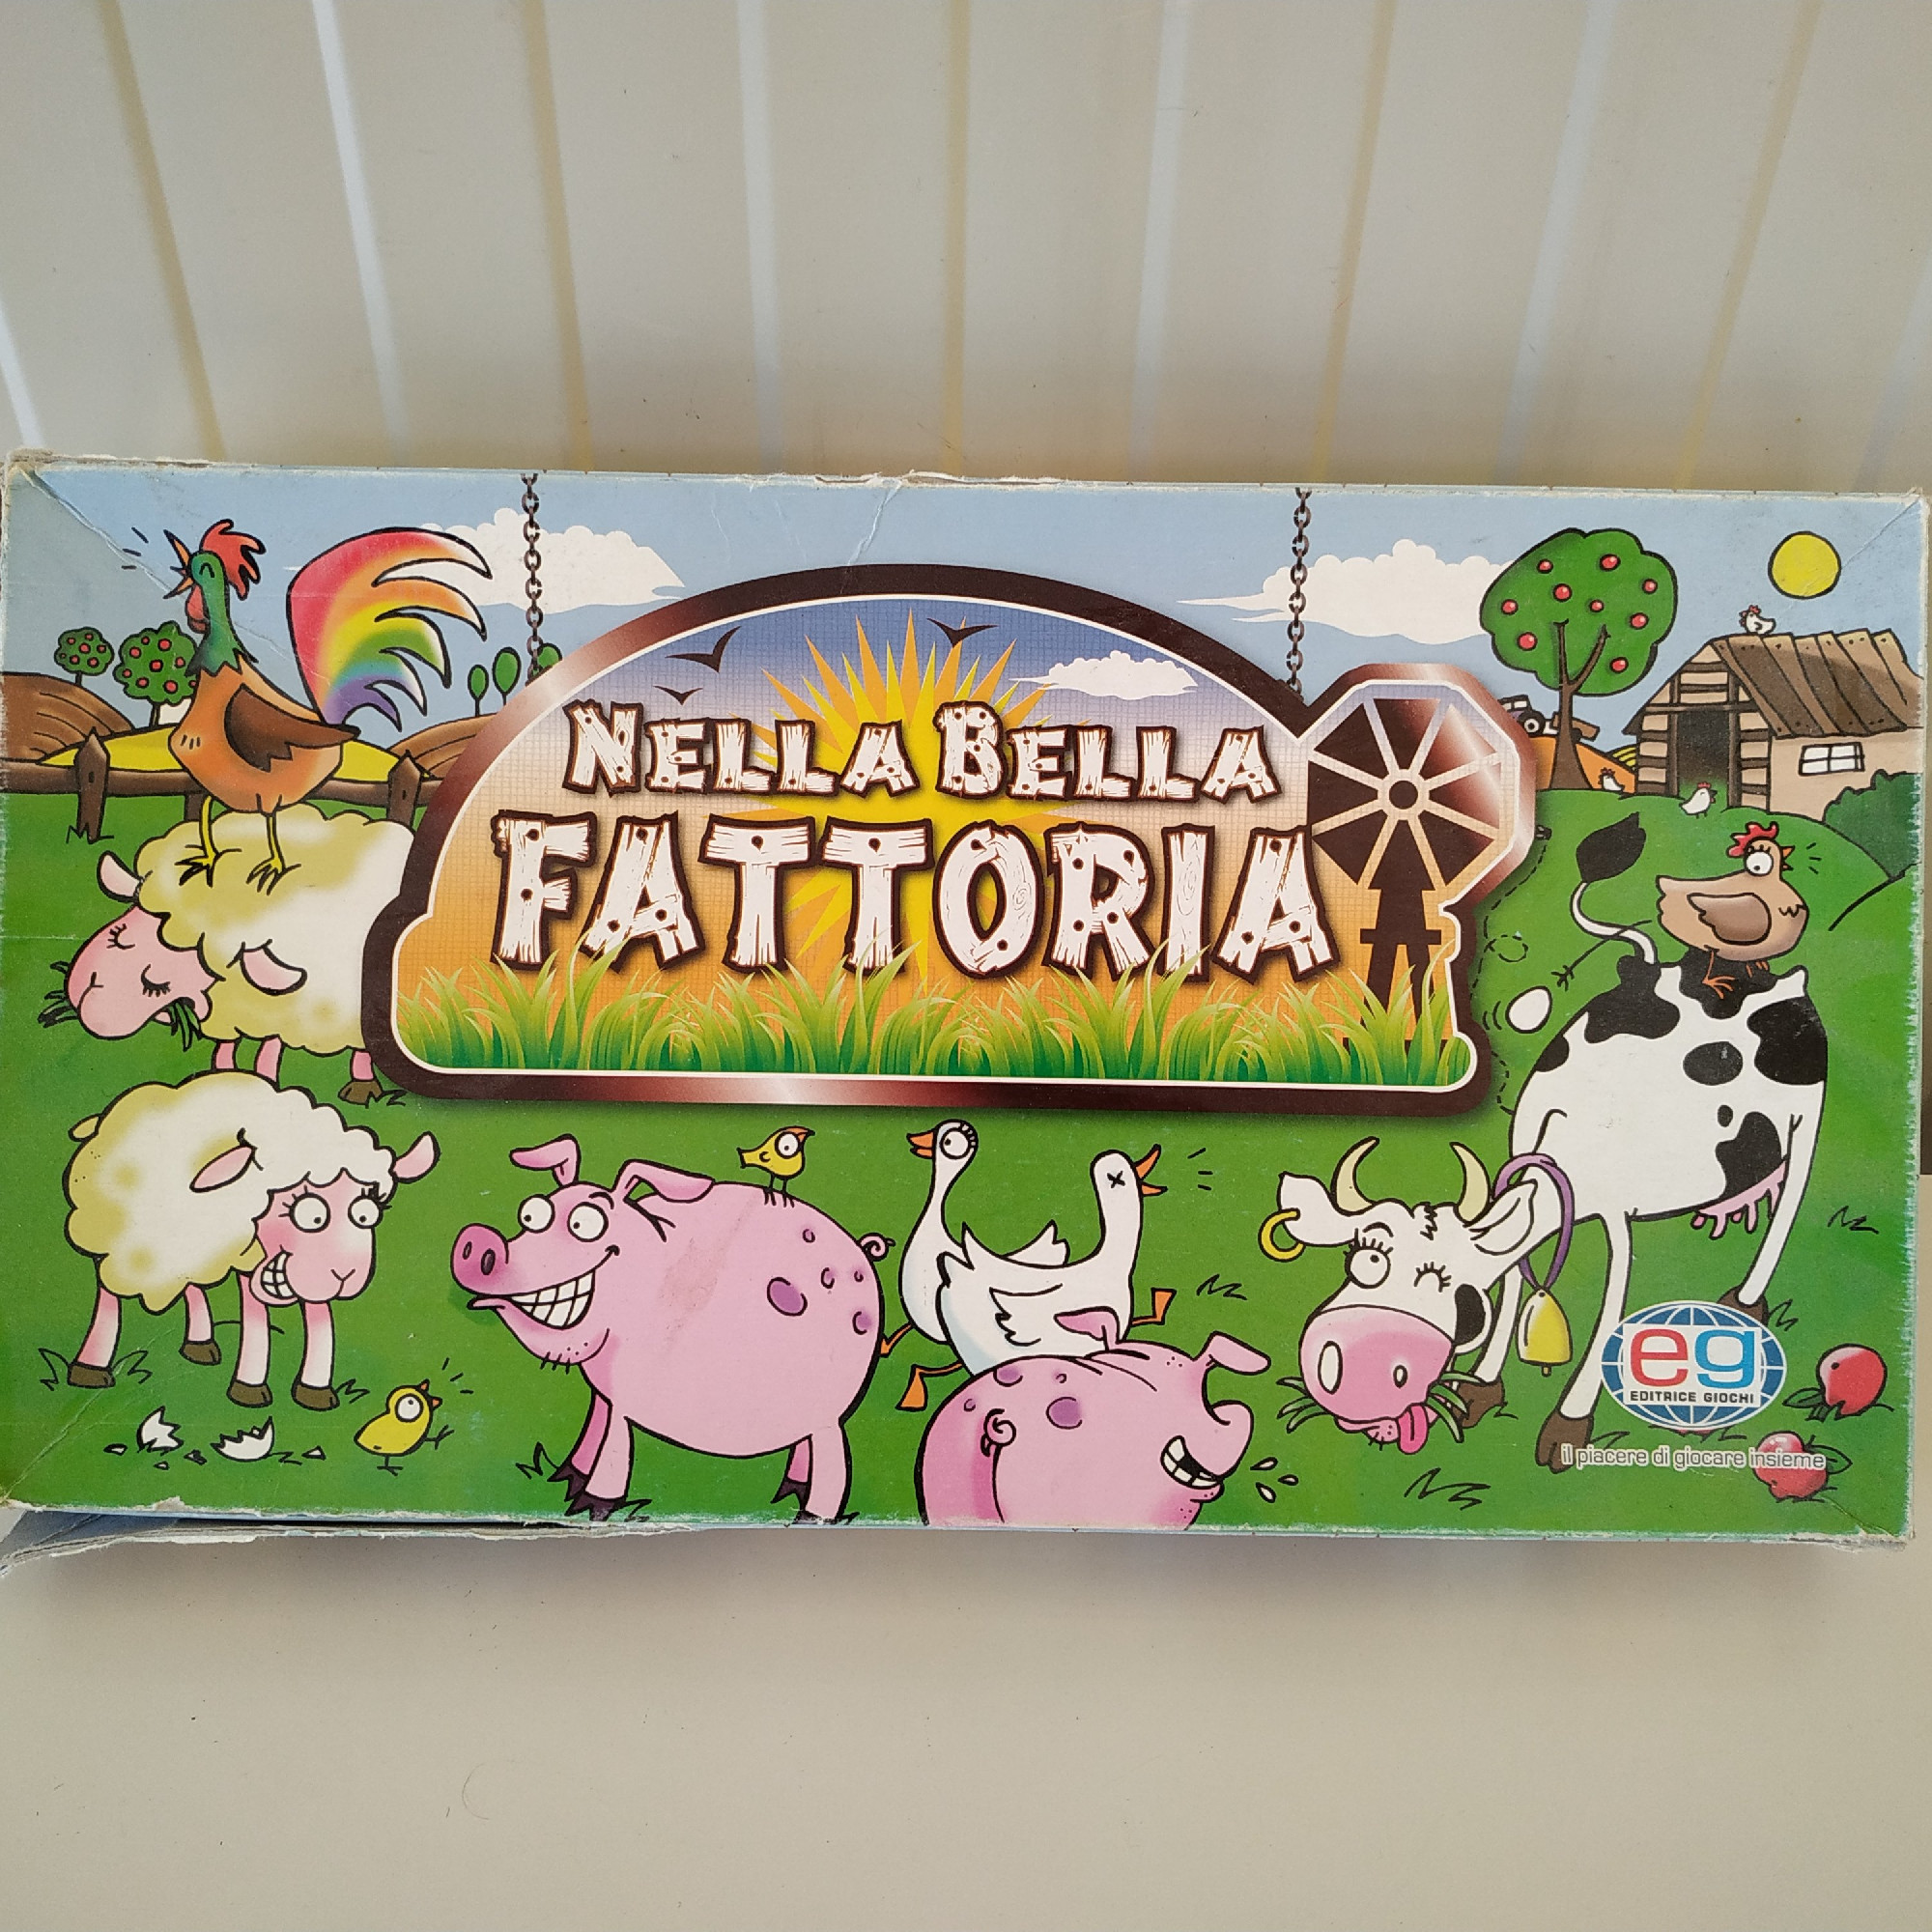 NELLA BELLA
FATTORIA
eg
EDITRICE GIOCHI
il piacere di giocare insieme